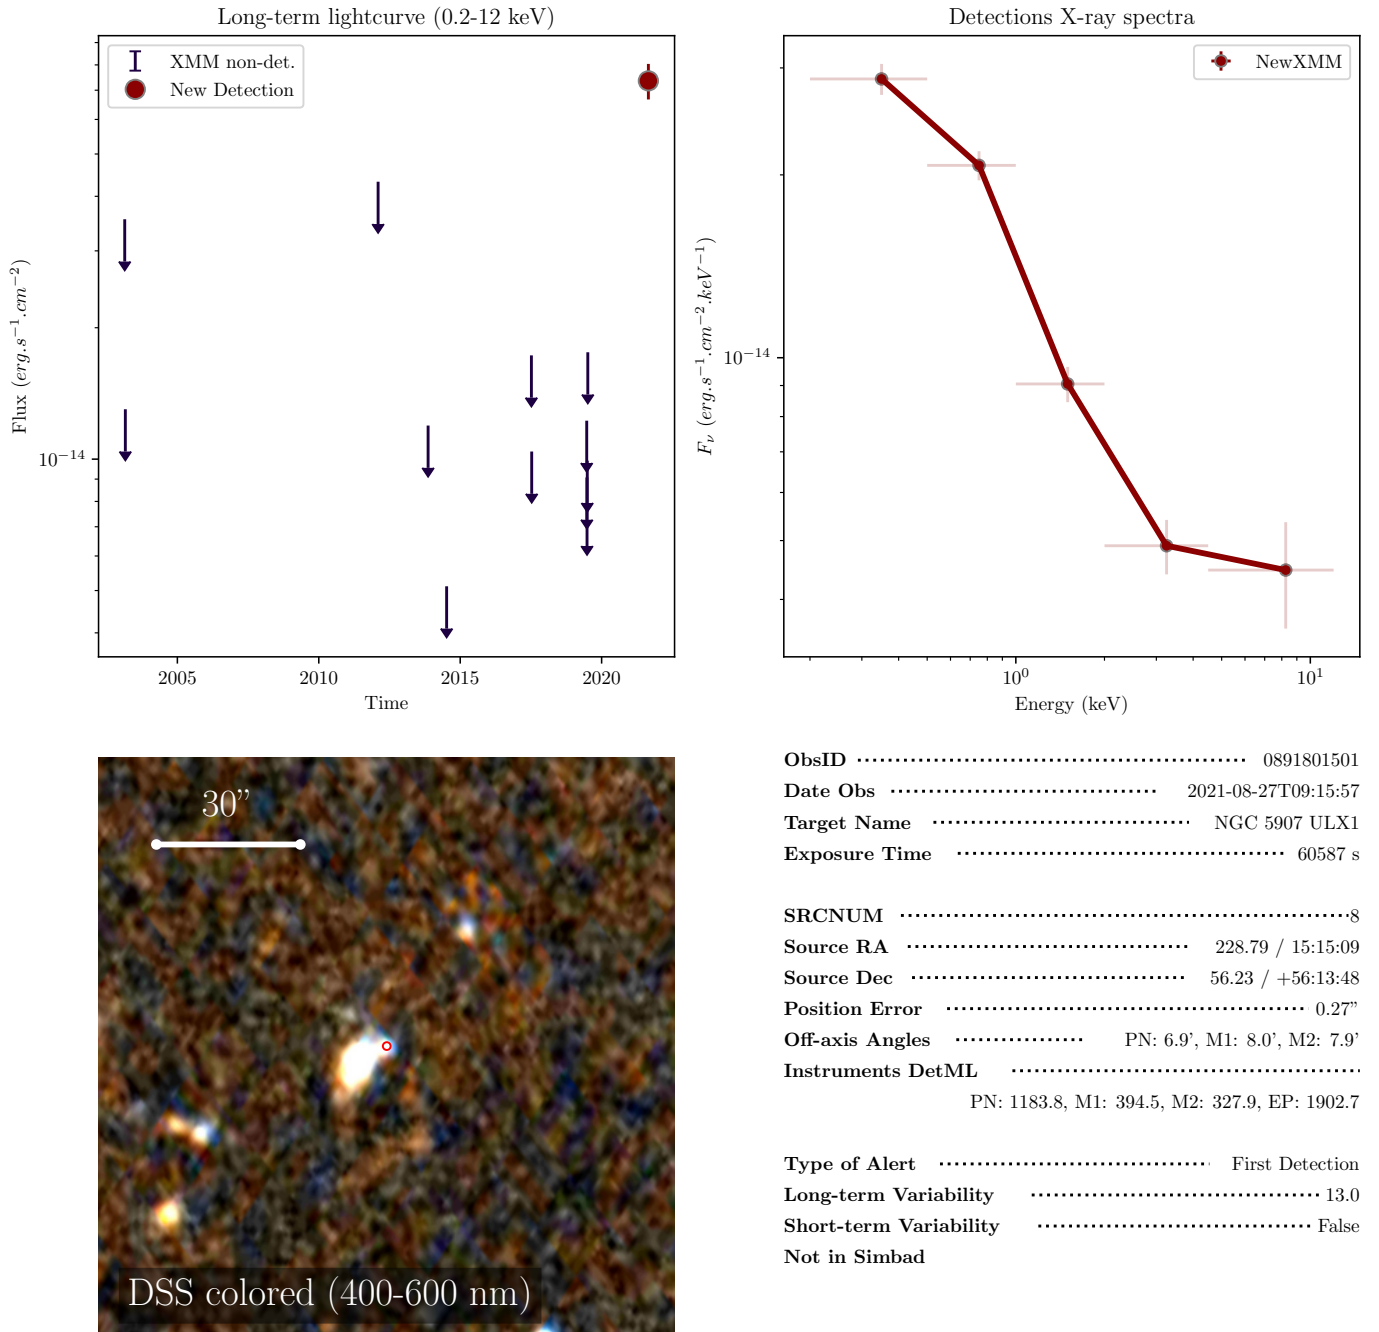 Long-term lightcurve (0.2-12 keV)
XMM non-det.
New Detection
Flux (erg.s⁻¹.cm⁻²)
10⁻¹⁴
2005 2010 2015 2020
Time
Detections X-ray spectra
NewXMM
F_ν (erg.s⁻¹.cm⁻².keV⁻¹)
10⁻¹⁴
10⁰ 10¹
Energy (keV)
30”
DSS colored (400-600 nm)
ObsID 0891801501
Date Obs 2021-08-27T09:15:57
Target Name NGC 5907 ULX1
Exposure Time 60587 s
SRCNUM 8
Source RA 228.79 / 15:15:09
Source Dec 56.23 / +56:13:48
Position Error 0.27”
Off-axis Angles PN: 6.9’, M1: 8.0’, M2: 7.9’
Instruments DetML
PN: 1183.8, M1: 394.5, M2: 327.9, EP: 1902.7
Type of Alert First Detection
Long-term Variability 13.0
Short-term Variability False
Not in Simbad